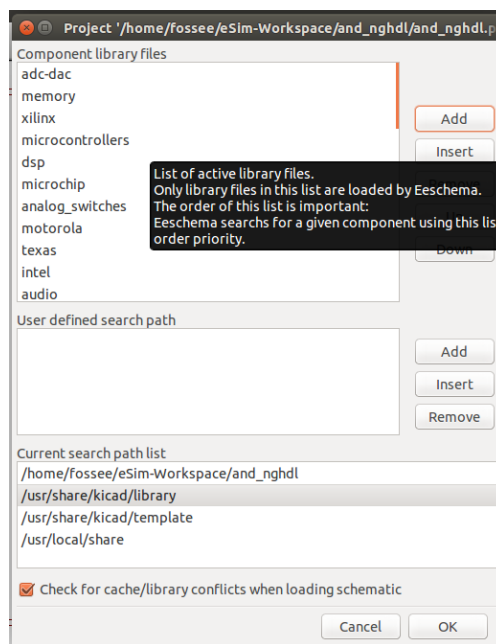 Project '/home/fossee/eSim-Workspace/and_nghdl/and_nghdl.p
Component library files
adc-dac
memory
xilinx
microcontrollers
dsp
microchip
analog_switches
motorola
texas
intel
audio
Add
Insert
List of active library files.
Only library files in this list are loaded by Eeschema.
The order of this list is important:
Eeschema searchs for a given component using this lis
order priority.
Down
User defined search path
Add
Insert
Remove
Current search path list
/home/fossee/eSim-Workspace/and_nghdl
/usr/share/kicad/library
/usr/share/kicad/template
/usr/local/share
Check for cache/library conflicts when loading schematic
Cancel
OK